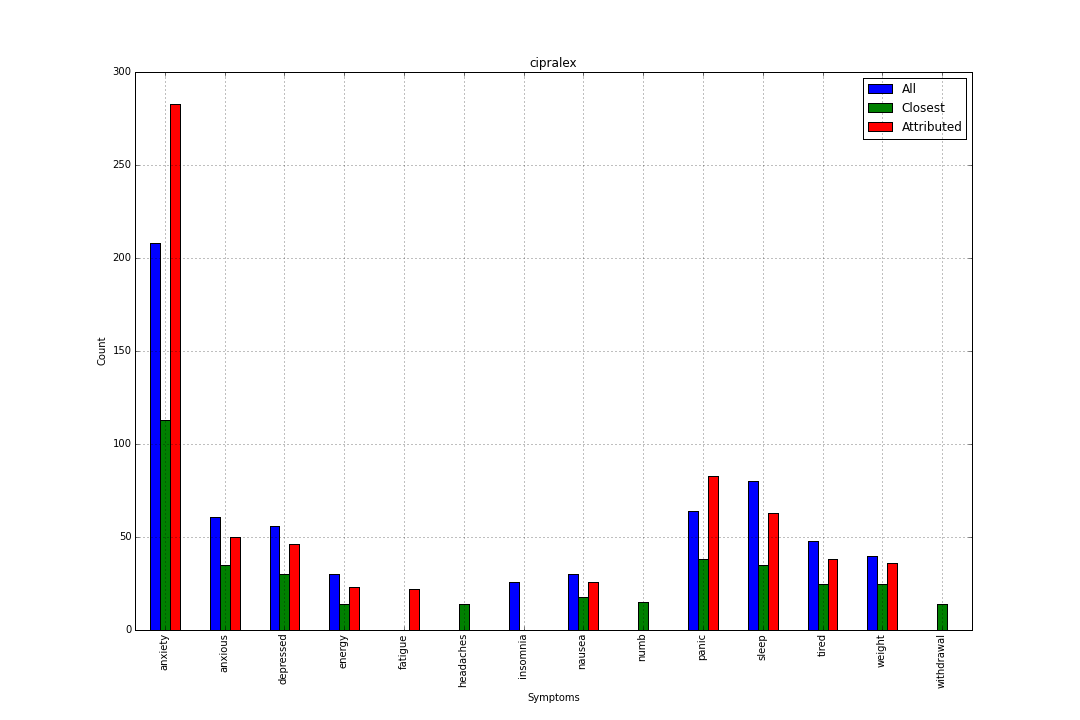 cipralex
All
Closest
Attributed
300
250
200
150
100
50
0
Count
anxiety
anxious
depressed
energy
fatigue
headaches
insomnia
nausea
numb
panic
sleep
tired
weight
withdrawal
Symptoms